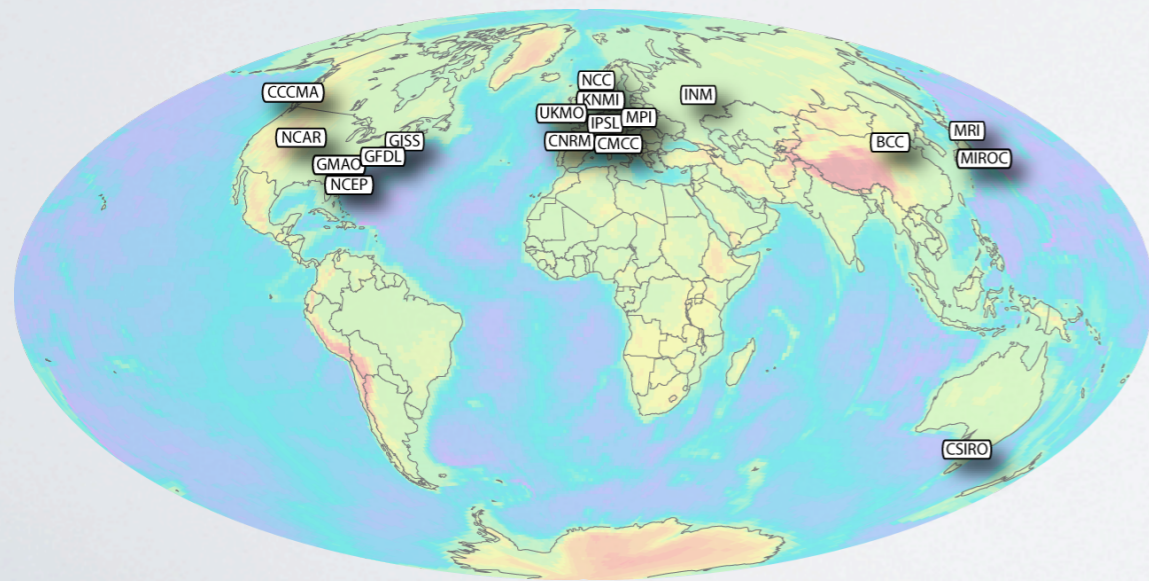 NCC
CCCMA
INM
KNMI
UKMO
MPI
IPSL
MRI
NCAR
GISS
CNRM
CMCC
BCC
GFDL
MIROC
GMAO
NCEP
CSIRO